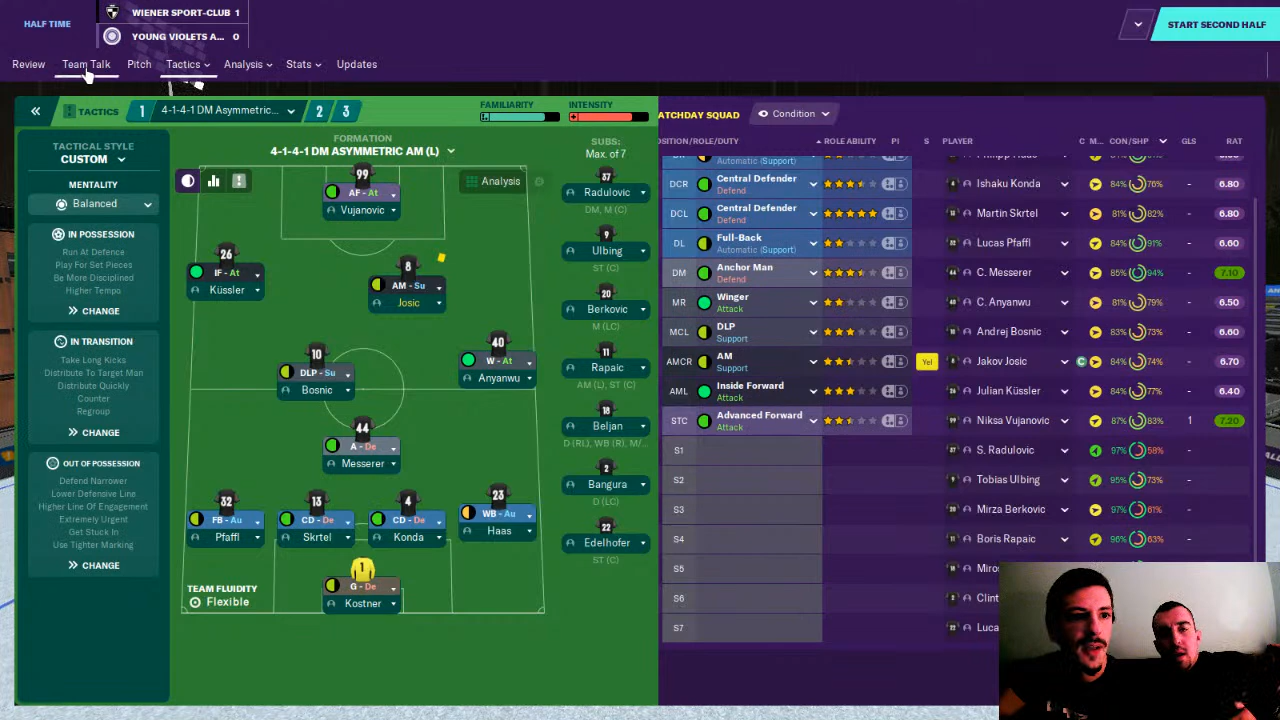 HALF TIME
WIENER SPORT-CLUB 1
YOUNG VIOLETS A... 0
START SECOND HALF
Review Team Talk Pitch Tactics Analysis Stats Updates
TACTICS 1 4-1-4-1 DM Asymmetric... 2 3
FAMILIARITY
INTENSITY
TACTICAL STYLE
CUSTOM
MENTALITY
Balanced
IN POSSESSION
Run At Defence
Play For Set Pieces
Be More Disciplined
Higher Tempo
CHANGE
IN TRANSITION
Take Long Kicks
Distribute To Target Man
Distribute Quickly
Counter
Regroup
CHANGE
OUT OF POSSESSION
Defend Narrower
Lower Defensive Line
Higher Line Of Engagement
Extremely Urgent
Get Stuck In
Use Tighter Marking
CHANGE
FORMATION
4-1-4-1 DM ASYMMETRIC AM (L)
Analysis
99
AF - At
Vujanovic
26
IF - At
Küssler
8
AM - Su
Josic
10
DLP - Su
Bosnic
40
W - At
Anyanwu
44
A - De
Messerer
32
FB - Au
Pfaffl
13
CD - De
Skrtel
4
CD - De
Konda
23
WB - Au
Haas
1
G - De
Kostner
TEAM FLUIDITY
Flexible
SUBS:
Max. of 7
37
Radulovic
DM, M (C)
9
Ulbing
ST (C)
20
Berkovic
M (LC)
11
Rapaic
AM (L), ST (C)
18
Beljan
D (RL), WB (R), M/...
2
Bangura
D (LC)
22
Edelhofer
ST (C)
ATCHDAY SQUAD Condition
OSITION/ROLE/DUTY ROLE ABILITY PI S PLAYER C M... CON/SHP GLS RAT
Automatic (Support)
DCR Central Defender Defend Ishaku Konda 84% 76% - 6.80
DCL Central Defender Defend Martin Skrtel 81% 82% - 6.80
DL Full-Back Automatic (Support) Lucas Pfaffl 84% 91% - 6.60
DM Anchor Man Defend C. Messerer 85% 94% - 7.10
MR Winger Attack C. Anyanwu 81% 79% - 6.50
MCL DLP Support Andrej Bosnic 83% 73% - 6.60
AMCR AM Support Yel Jakov Josic C 84% 74% - 6.70
AML Inside Forward Attack Julian Küssler 84% 77% - 6.40
STC Advanced Forward Attack Niksa Vujanovic 87% 83% 1 7.20
S1 S. Radulovic 97% 58% -
S2 Tobias Ulbing 95% 73% -
S3 Mirza Berkovic 97% 61% -
S4 Boris Rapaic 96% 63% -
S5 Miros
S6 Clint
S7 Luca